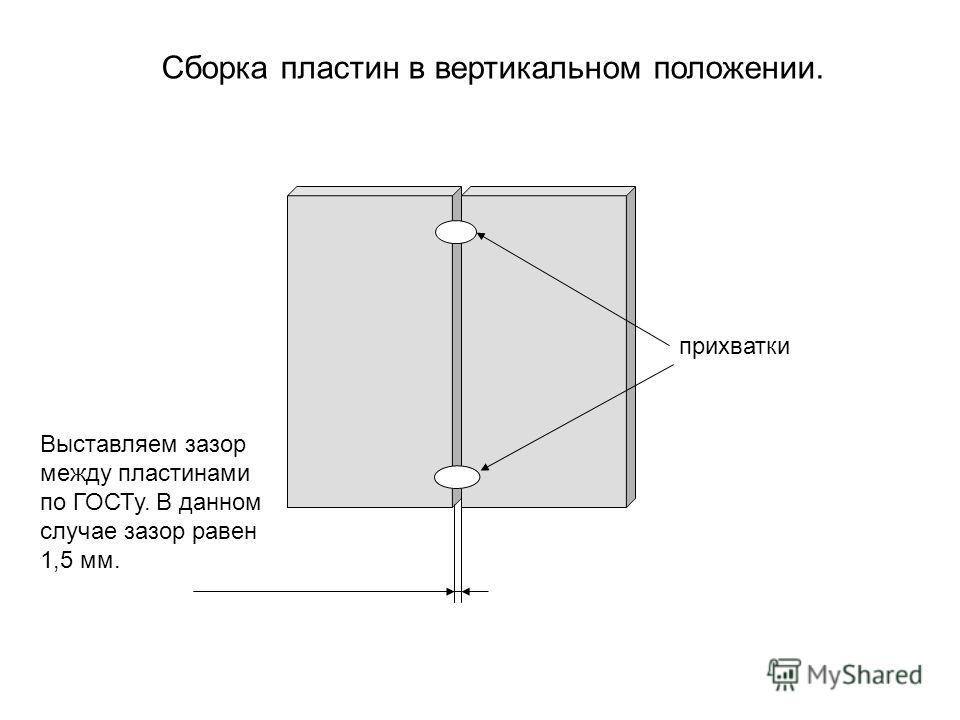 Сборка пластин в вертикальном положении.
прихватки
Выставляем зазор
между пластинами
по ГОСТу. В данном
случае зазор равен
1,5 мм.
MyShared